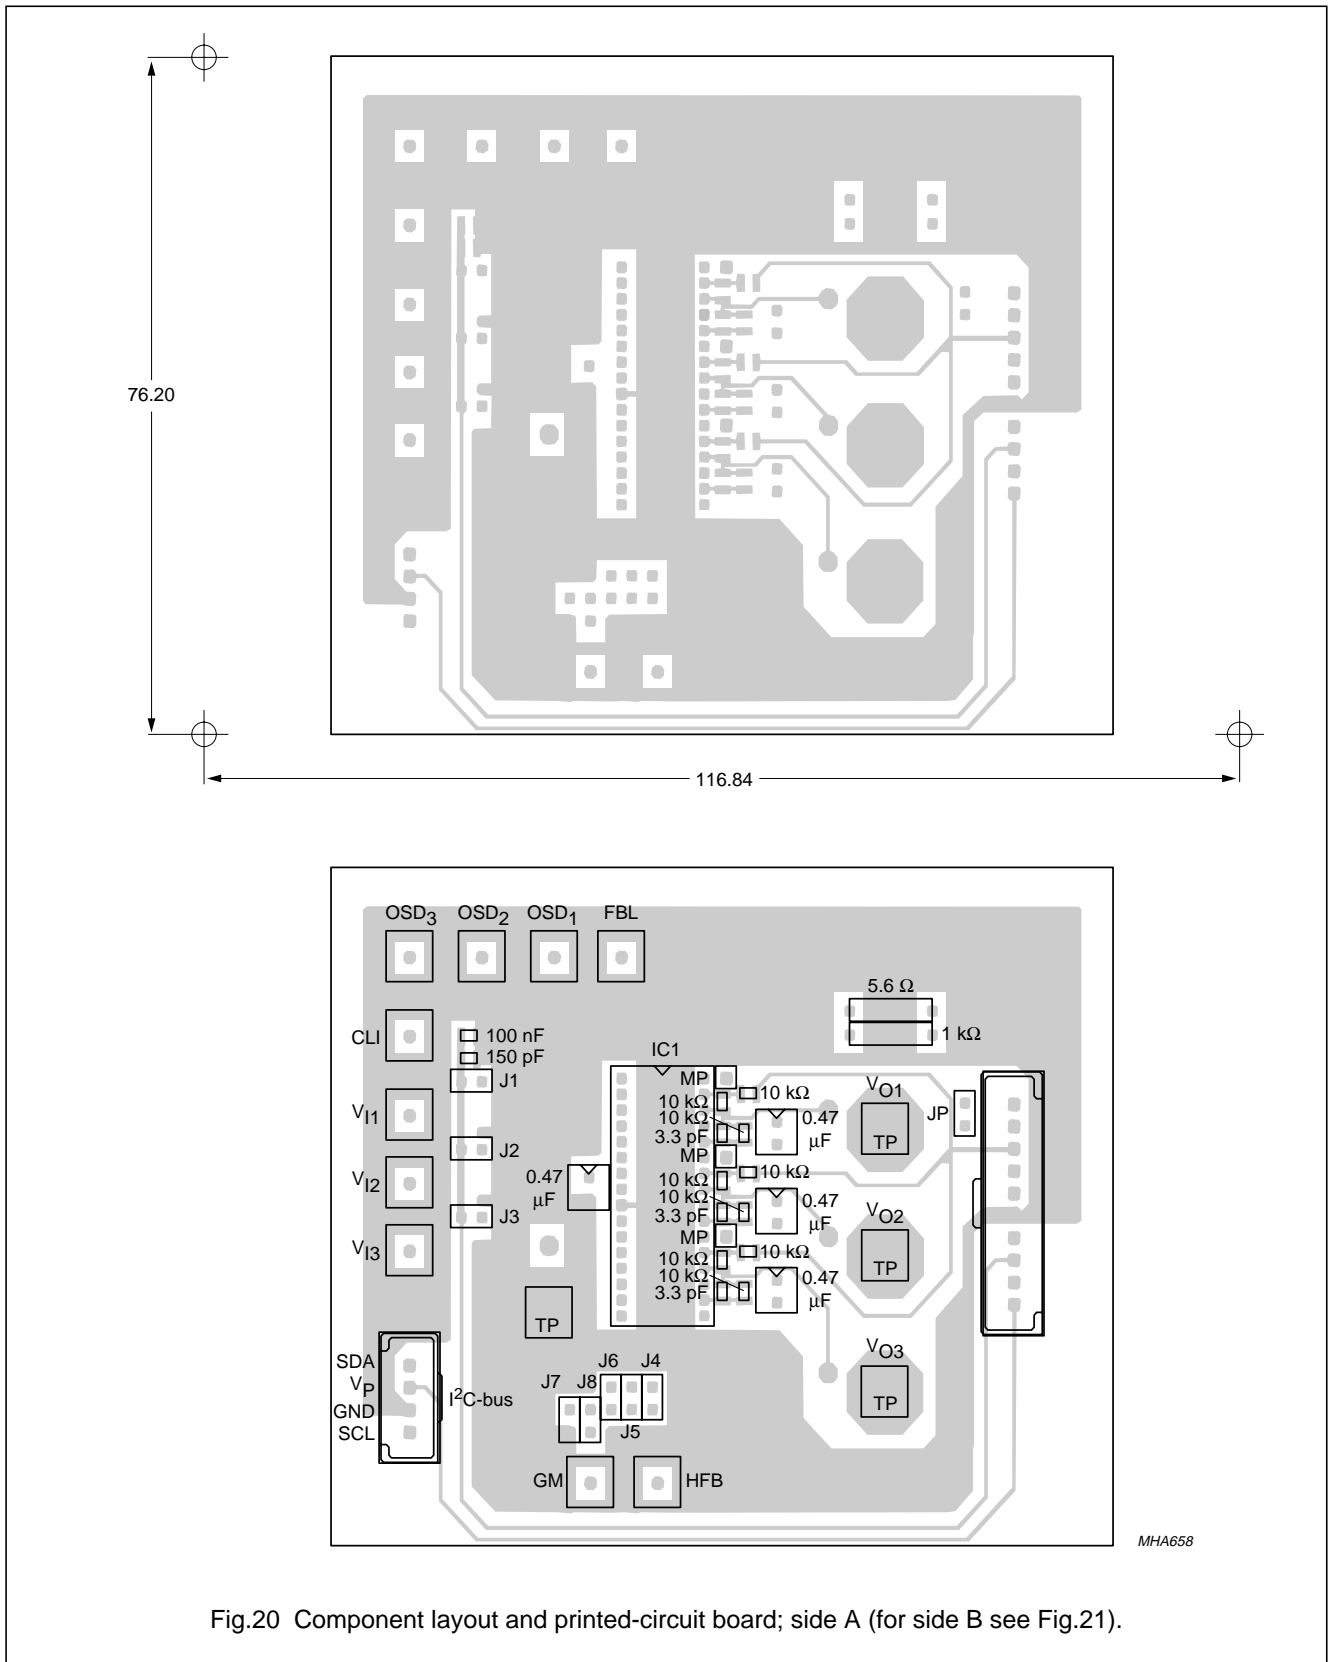 76.20
116.84
OSD3 OSD2 OSD1 FBL
5.6 Ω
CLI
100 nF
1 kΩ
150 pF
IC1
J1
MP
10 kΩ
VO1
10 kΩ
VI1
10 kΩ
0.47
JP
3.3 pF
μF
TP
J2
MP
10 kΩ
0.47
VI2
10 kΩ
μF
10 kΩ
0.47
J3
3.3 pF
μF
VO2
MP
VI3
10 kΩ
10 kΩ
TP
10 kΩ
0.47
3.3 pF
μF
TP
VO3
SDA
J6 J4
VP
J7 J8
I2C-bus
GND
TP
SCL
J5
GM
HFB
MHA658
Fig.20 Component layout and printed-circuit board; side A (for side B see Fig.21).